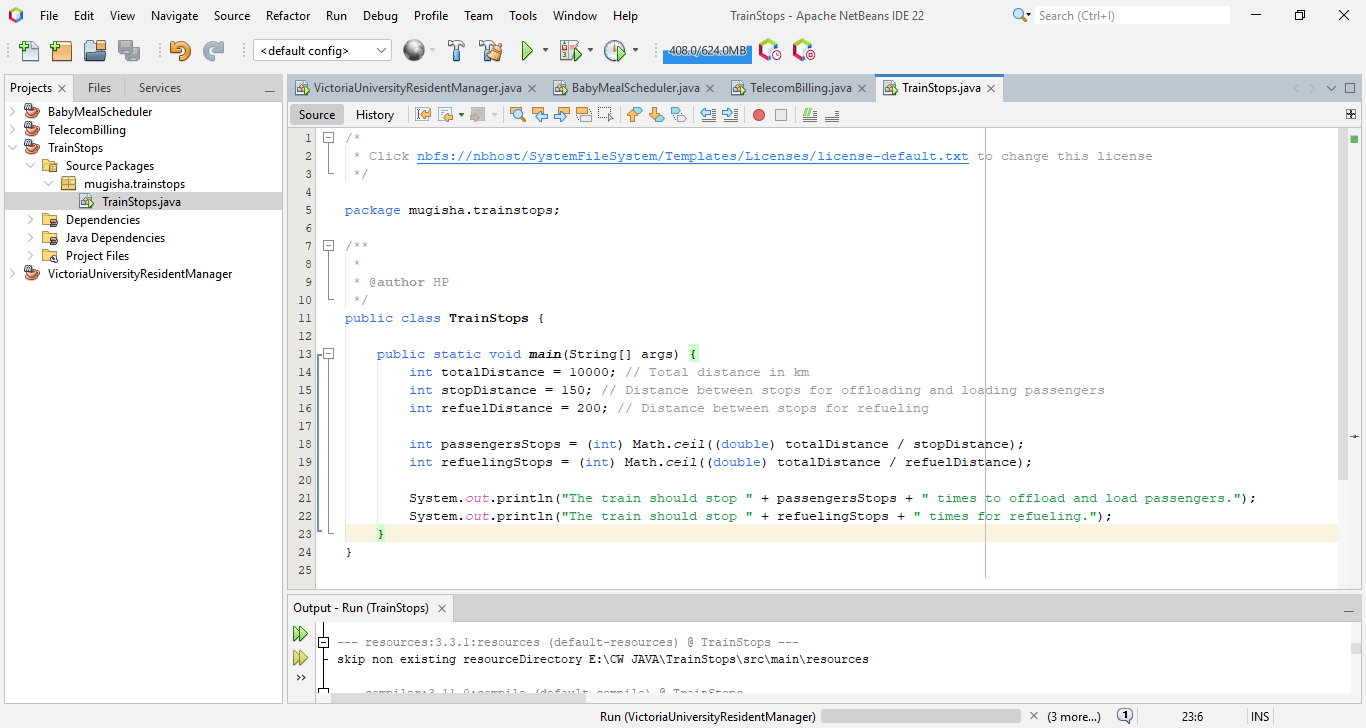 File Edit View Navigate Source Refactor Run Debug Profile Team Tools Window Help
TrainStops - Apache NetBeans IDE 22
Search (Ctrl+I)
<default config>
408.0/624.0MB
Projects Files Services
BabyMealScheduler
TelecomBilling
TrainStops
Source Packages
mugisha.trainstops
TrainStops.java
Dependencies
Java Dependencies
Project Files
VictoriaUniversityResidentManager
VictoriaUniversityResidentManager.java BabyMealScheduler.java TelecomBilling.java TrainStops.java
Source History
1 /*
2 * Click nbfs://nbhost/SystemFileSystem/Templates/Licenses/license-default.txt to change this license
3 */
4
5 package mugisha.trainstops;
6
7 /**
8 *
9 * @author HP
10 */
11 public class TrainStops {
12
13 public static void main(String[] args) {
14 int totalDistance = 10000; // Total distance in km
15 int stopDistance = 150; // Distance between stops for offloading and loading passengers
16 int refuelDistance = 200; // Distance between stops for refueling
17
18 int passengersStops = (int) Math.ceil((double) totalDistance / stopDistance);
19 int refuelingStops = (int) Math.ceil((double) totalDistance / refuelDistance);
20
21 System.out.println("The train should stop " + passengersStops + " times to offload and load passengers.");
22 System.out.println("The train should stop " + refuelingStops + " times for refueling.");
23 }
24 }
25
Output - Run (TrainStops)
--- resources:3.3.1:resources (default-resources) @ TrainStops ---
skip non existing resourceDirectory E:\CW JAVA\TrainStops\src\main\resources
compiler:3.11.0:compile (default-compile) @ TrainStops
Run (VictoriaUniversityResidentManager) (3 more...) 1 23:6 INS